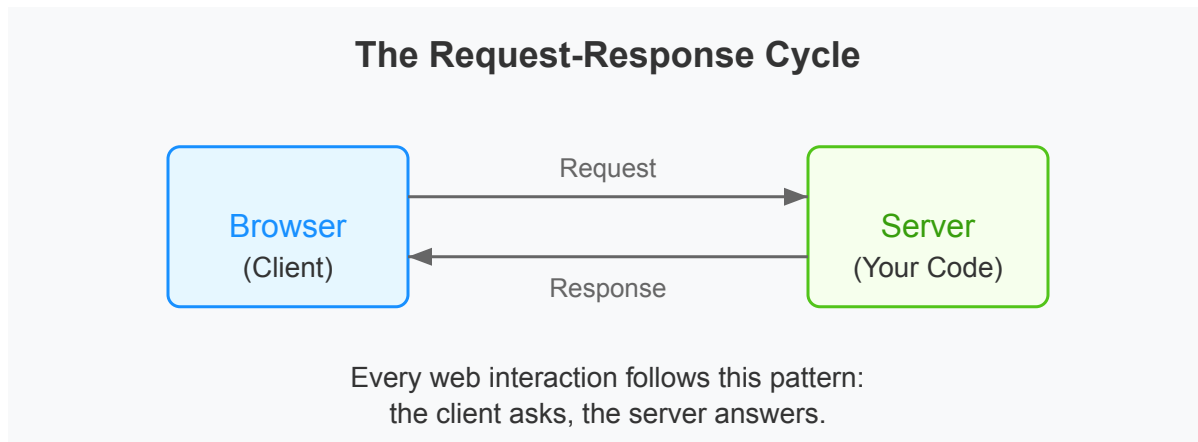 The Request-Response Cycle
Request
Browser
(Client)
Server
(Your Code)
Response
Every web interaction follows this pattern:
the client asks, the server answers.